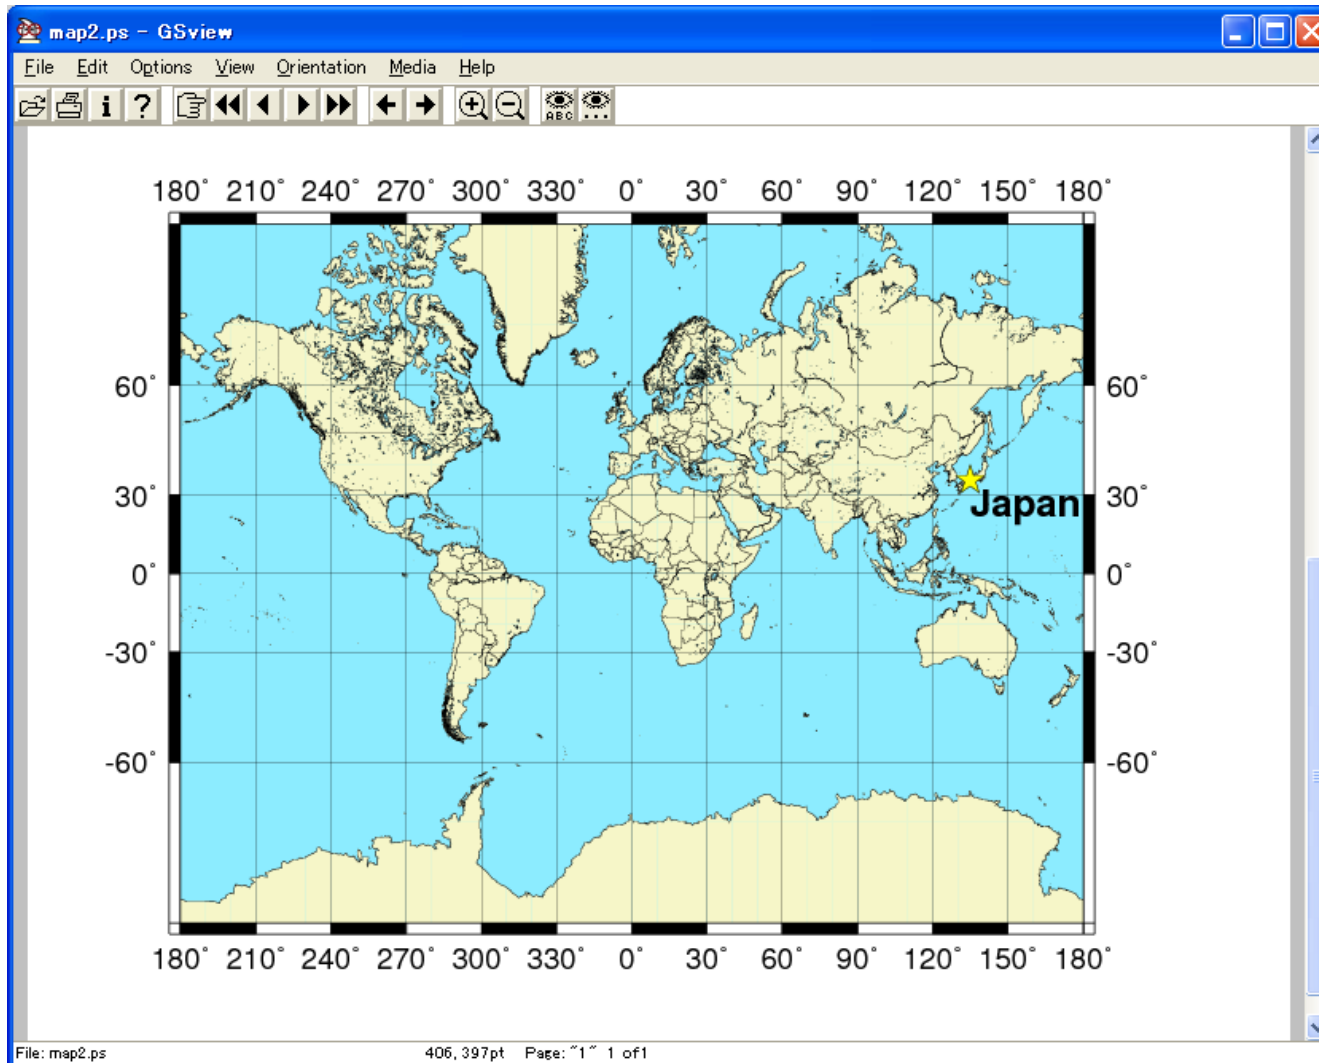 map2.ps - GSview
File Edit Options View Orientation Media Help
i ? ABC
180° 210° 240° 270° 300° 330° 0° 30° 60° 90° 120° 150° 180°
60° 60°
30° 30°
Japan
0° 0°
-30° -30°
-60° -60°
180° 210° 240° 270° 300° 330° 0° 30° 60° 90° 120° 150° 180°
File: map2.ps 406, 397pt Page: "1" 1 of 1